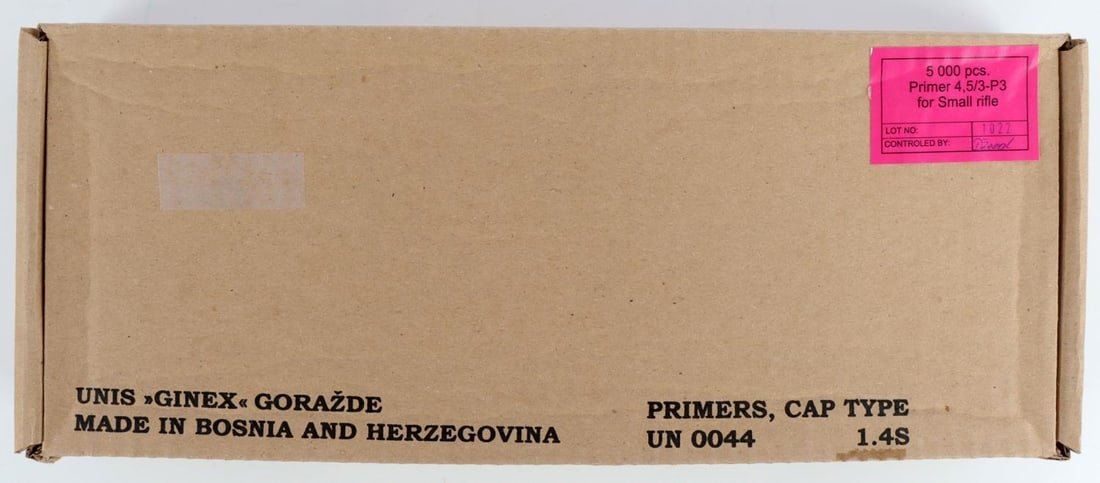 5 000 pcs.
Primer 4,5/3-P3
for Small rifle
LOT NO: 1022
CONTROLED BY:
UNIS »GINEX« GORAŽDE
MADE IN BOSNIA AND HERZEGOVINA
PRIMERS, CAP TYPE
UN 0044 1.4S